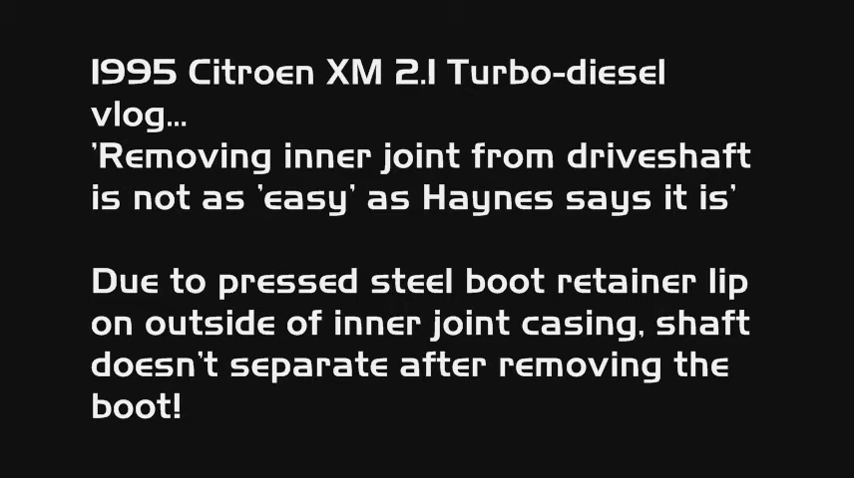 1995 Citroen XM 2.1 Turbo-diesel
vlog...
'Removing inner joint from driveshaft
is not as 'easy' as Haynes says it is'
Due to pressed steel boot retainer lip
on outside of inner joint casing, shaft
doesn't separate after removing the
boot!